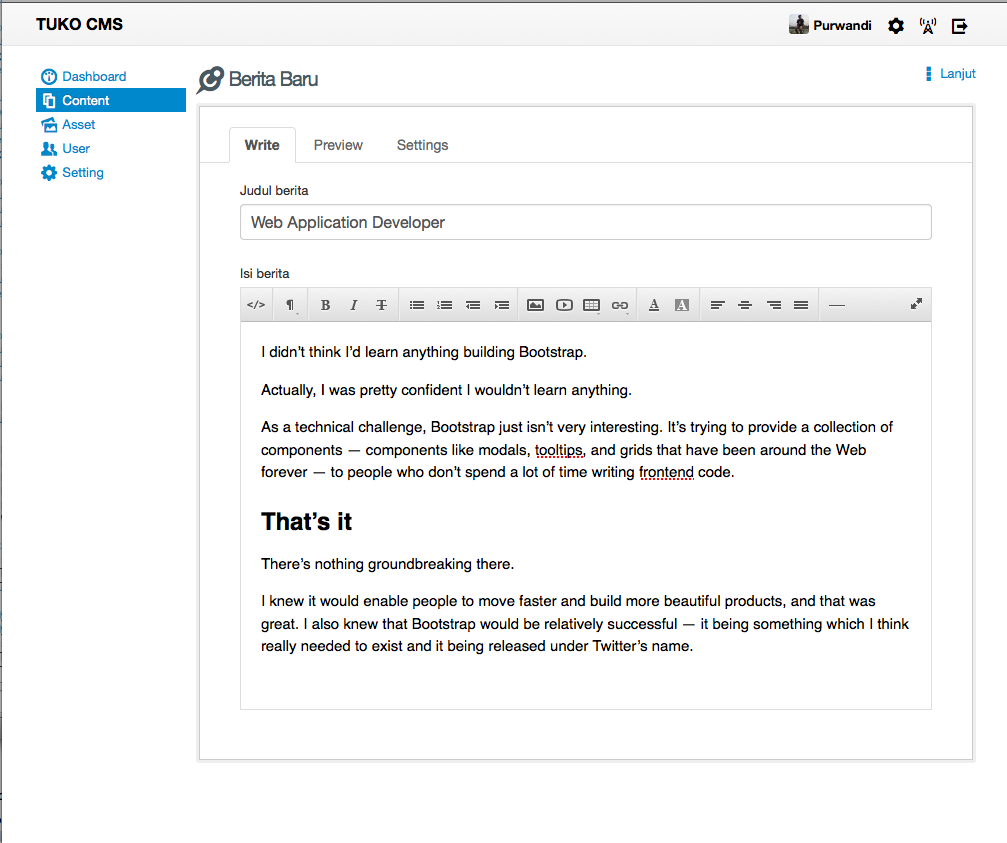 TUKO CMS
Purwandi
Dashboard
Content
Asset
User
Setting
Berita Baru
Lanjut
Write Preview Settings
Judul berita
Web Application Developer
Isi berita
</> ¶ B I T A A
I didn’t think I’d learn anything building Bootstrap.
Actually, I was pretty confident I wouldn’t learn anything.
As a technical challenge, Bootstrap just isn’t very interesting. It’s trying to provide a collection of
components — components like modals, tooltips, and grids that have been around the Web
forever — to people who don’t spend a lot of time writing frontend code.
That’s it
There’s nothing groundbreaking there.
I knew it would enable people to move faster and build more beautiful products, and that was
great. I also knew that Bootstrap would be relatively successful — it being something which I think
really needed to exist and it being released under Twitter’s name.